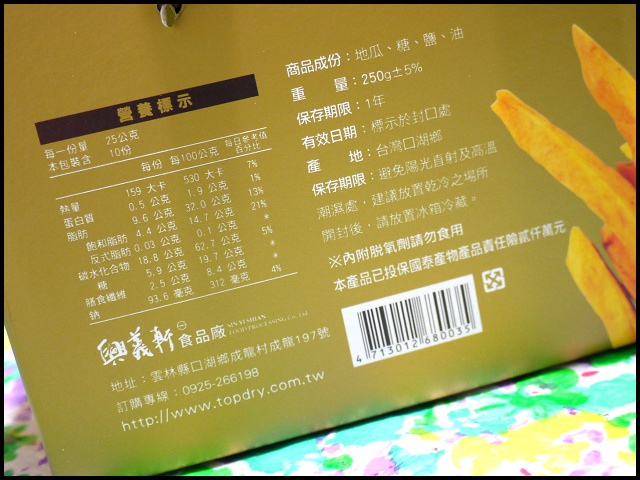 營養標示
每一份量 25公克
本包裝含 10份
每份 每100公克 每日參考值百分比
熱量 159 大卡 530 大卡 7%
蛋白質 0.5 公克 1.9 公克 1%
脂肪 9.6 公克 32.0 公克 13%
飽和脂肪 4.4 公克 14.7 公克 21%
反式脂肪 0.03 公克 0.1 公克 *
碳水化合物 18.8 公克 62.7 公克 5%
糖 5.9 公克 19.7 公克 *
膳食纖維 2.5 公克 8.4 公克 *
鈉 93.6 毫克 312 毫克 4%
商品成份：地瓜、糖、鹽、油
重 量：250g±5%
保存期限：1年
有效日期：標示於封口處
產 地：台灣口湖鄉
保存期限：避免陽光直射及高溫
潮濕處，建議放置乾冷之場所
開封後，請放置冰箱冷藏。
※內附脫氧劑請勿食用
本產品已投保國泰產物產品責任險貳仟萬元
4 713012 680035
興義軒食品廠
SIN YI SHIAN
FOOD PROCESSING Co., Ltd
地址：雲林縣口湖鄉成龍村成龍197號
訂購專線：0925-266198
http://www.topdry.com.tw